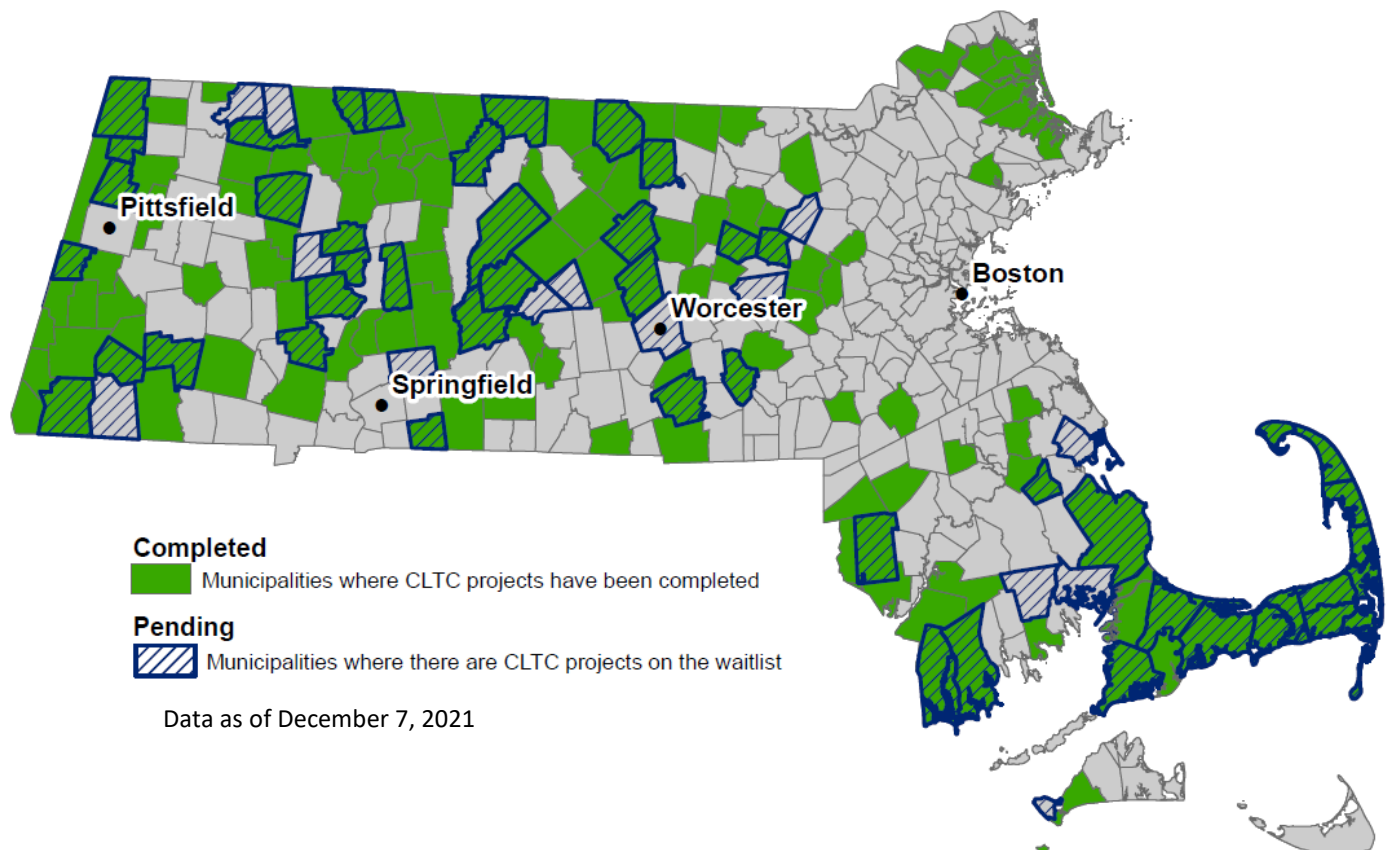 Pittsfield
Boston
Worcester
Springfield
Completed
Municipalities where CLTC projects have been completed
Pending
Municipalities where there are CLTC projects on the waitlist
Data as of December 7, 2021